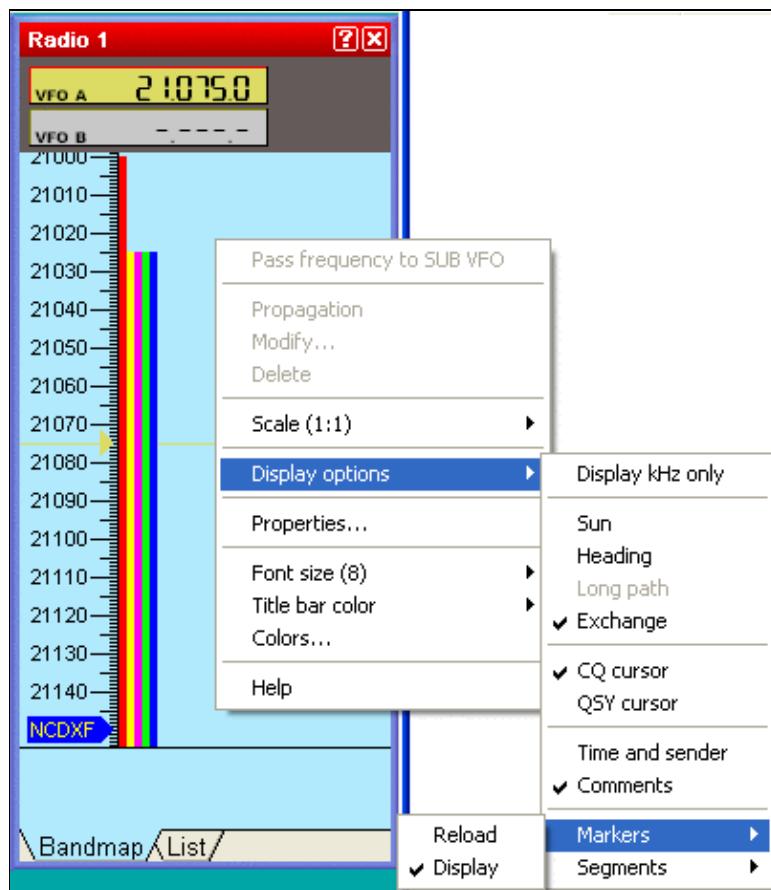 Radio 1
VFO A 21.075.0
VFO B -.---.-
21000
21010
21020
21030
21040
21050
21060
21070
21080
21090
21100
21110
21120
21130
21140
NCDXF
Bandmap List
Pass frequency to SUB VFO
Propagation
Modify...
Delete
Scale (1:1)
Display options
Properties...
Font size (8)
Title bar color
Colors...
Help
Display kHz only
Sun
Heading
Long path
Exchange
CQ cursor
QSY cursor
Time and sender
Comments
Markers
Segments
Reload
Display